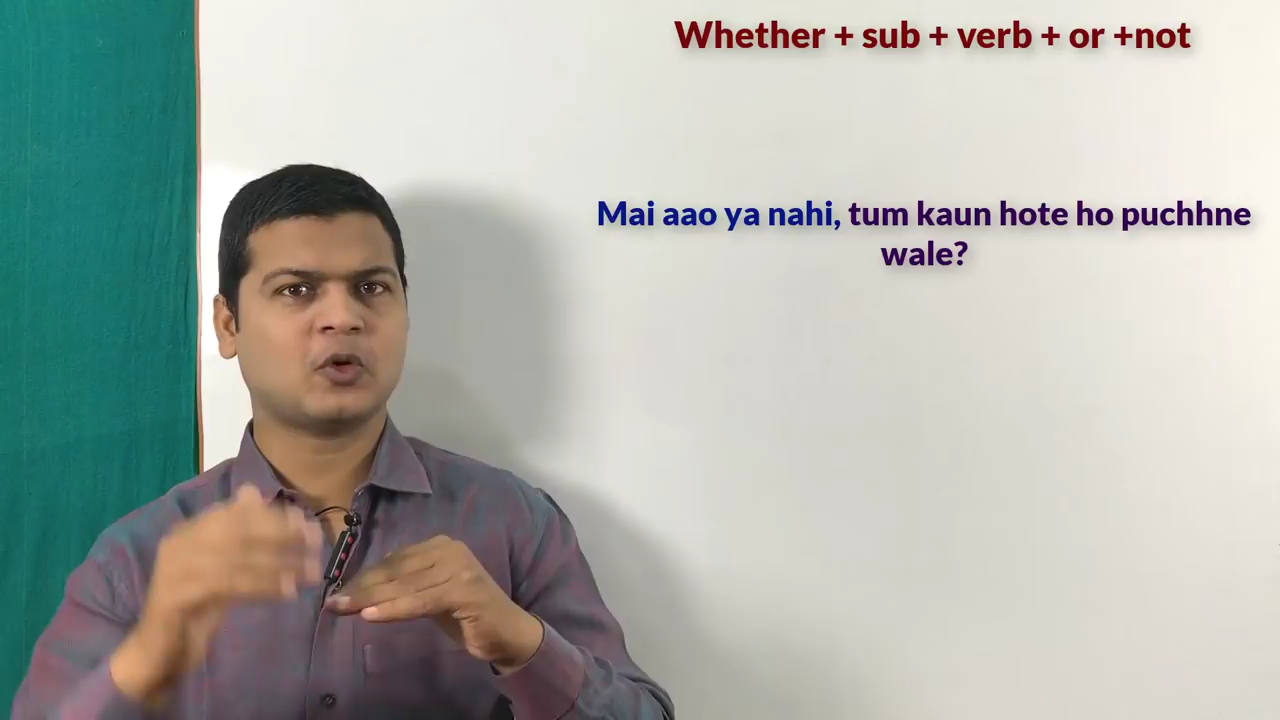 Whether + sub + verb + or +not
Mai aao ya nahi, tum kaun hote ho puchhne
wale?